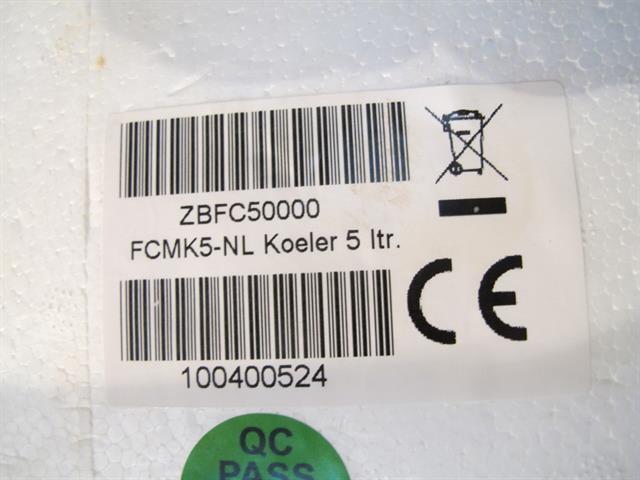 ZBFC50000
FCMK5-NL Koeler 5 ltr.
CE
100400524
QC
PASS